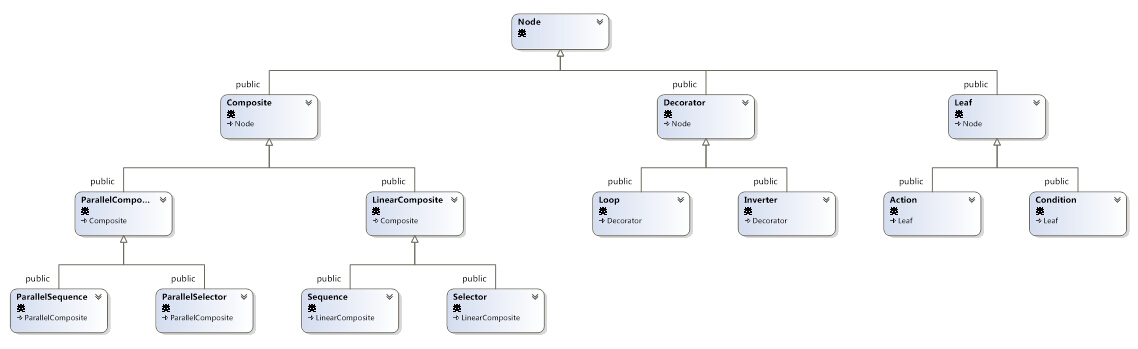 Node
类
public
public
public
Composite
类
Node
Decorator
类
Node
Leaf
类
Node
public
public
public
public
public
public
ParallelCompo...
类
Composite
LinearComposite
类
Composite
Loop
类
Decorator
Inverter
类
Decorator
Action
类
Leaf
Condition
类
Leaf
public
public
public
public
ParallelSequence
类
ParallelComposite
ParallelSelector
类
ParallelComposite
Sequence
类
LinearComposite
Selector
类
LinearComposite